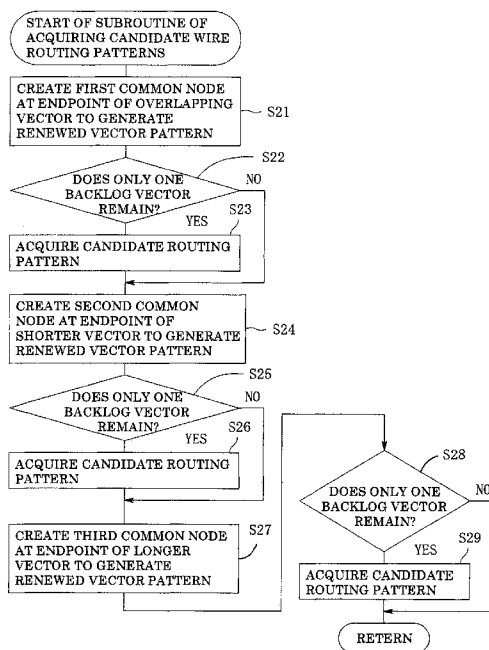 START OF SUBROUTINE OF
ACQUIRING CANDIDATE WIRE
ROUTING PATTERNS
CREATE FIRST COMMON NODE
AT ENDPOINT OF OVERLAPPING
VECTOR TO GENERATE
RENEWED VECTOR PATTERN
S21
S22
DOES ONLY ONE
BACKLOG VECTOR
REMAIN?
NO
YES
S23
ACQUIRE CANDIDATE ROUTING
PATTERN
CREATE SECOND COMMON
NODE AT ENDPOINT OF
SHORTER VECTOR TO GENERATE
RENEWED VECTOR PATTERN
S24
S25
DOES ONLY ONE
BACKLOG VECTOR
REMAIN?
NO
YES
S26
ACQUIRE CANDIDATE ROUTING
PATTERN
S27
CREATE THIRD COMMON NODE
AT ENDPOINT OF LONGER
VECTOR TO GENERATE
RENEWED VECTOR PATTERN
S28
DOES ONLY ONE
BACKLOG VECTOR
REMAIN?
NO
YES
S29
ACQUIRE CANDIDATE
ROUTING PATTERN
RETERN